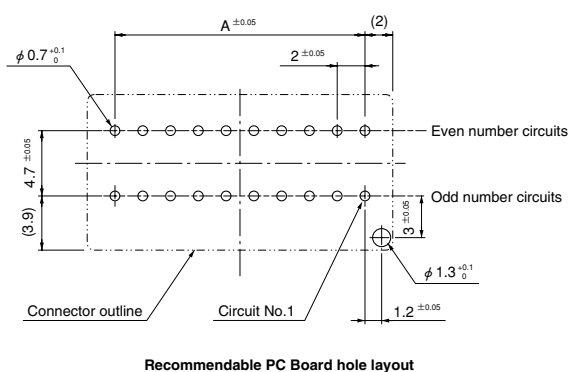 A ±0.05
(2)
φ 0.7 +0.1 0
2 ±0.05
Even number circuits
4.7 ±0.05
Odd number circuits
(3.9)
3 ±0.05
φ 1.3 +0.1 0
Connector outline
Circuit No.1
1.2 ±0.05
Recommendable PC Board hole layout